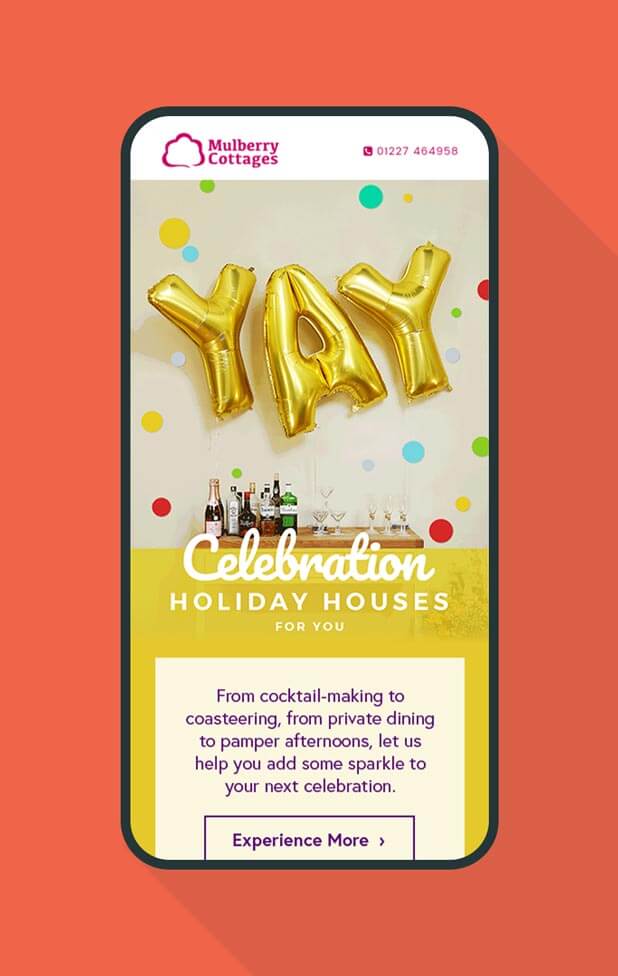 Mulberry
Cottages
01227 464958
YAY
Celebration
HOLIDAY HOUSES
FOR YOU
From cocktail-making to
coasteering, from private dining
to pamper afternoons, let us
help you add some sparkle to
your next celebration.
Experience More ›